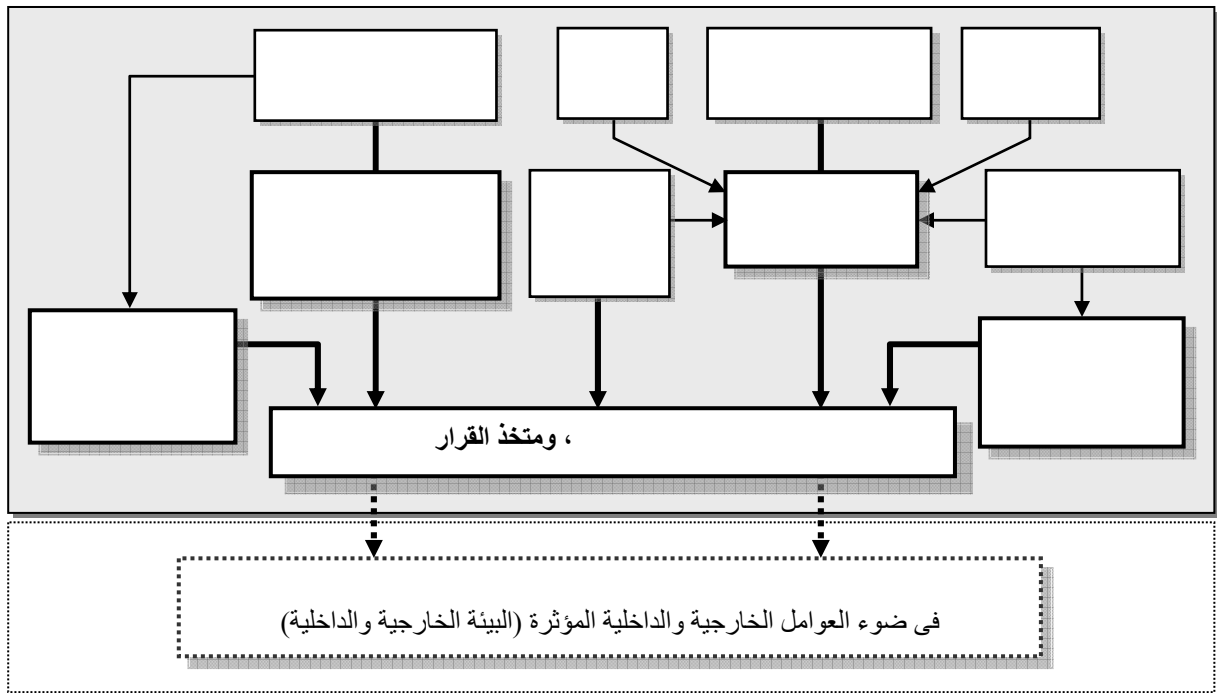 ، ومتخذ القرار
فى ضوء العوامل الخارجية والداخلية المؤثرة (البيئة الخارجية والداخلية)